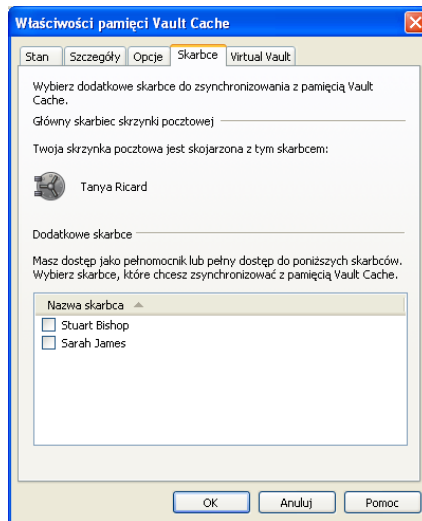 Właściwości pamięci Vault Cache
Stan Szczegóły Opcje Skarbce Virtual Vault
Wybierz dodatkowe skarbce do zsynchronizowania z pamięcią Vault
Cache.
Główny skarbiec skrzynki pocztowej
Twoja skrzynka pocztowa jest skojarzona z tym skarbcem:
Tanya Ricard
Dodatkowe skarbce
Masz dostęp jako pełnomocnik lub pełny dostęp do poniższych skarbców.
Wybierz skarbce, które chcesz zsynchronizować z pamięcią Vault Cache.
Nazwa skarbca
Stuart Bishop
Sarah James
OK Anuluj Pomoc